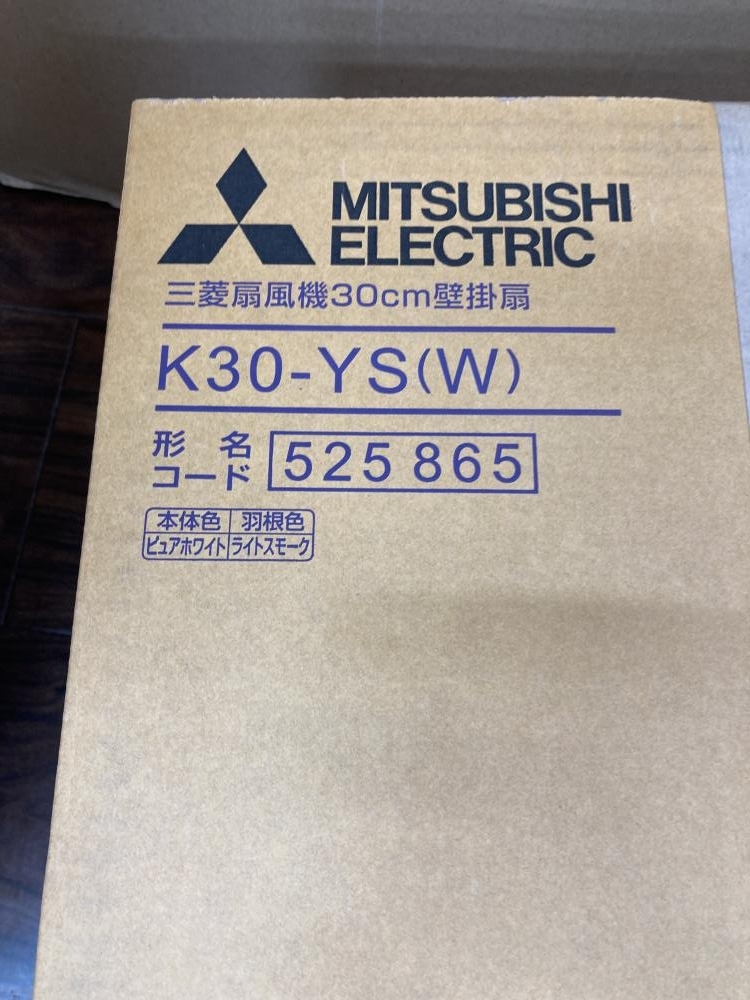 MITSUBISHI
ELECTRIC
三菱扇風機30cm壁掛扇
K30-YS(W)
形名
コード 525 865
本体色 羽根色
ピュアホワイト ライトスモーク